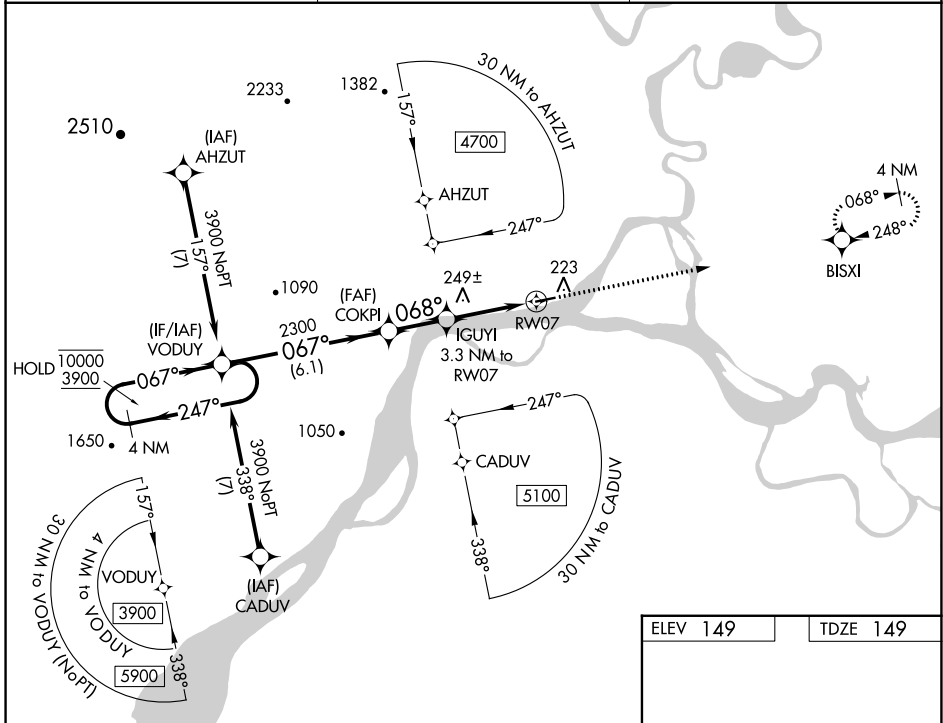 2233
1382
2510
(IAF)
AHZUT
3900 NoPT
157°
(7)
30 NM to AHZUT
157°
4700
AHZUT
247°
4 NM
068°
248°
BISXI
1090
(FAF)
COKPI
068°
249±
223
RW07
IGUYI
3.3 NM to
RW07
(IF/IAF)
VODUY
2300
067°
(6.1)
HOLD
10000
3900
067°
247°
4 NM
1650
1050
3900 NoPT
338°
(7)
(IAF)
CADUV
247°
CADUV
5100
338°
30 NM to CADUV
157°
30 NM to VODUY (NoPT)
4 NM to VODUY
VODUY
3900
5900
338°
ELEV 149
TDZE 149